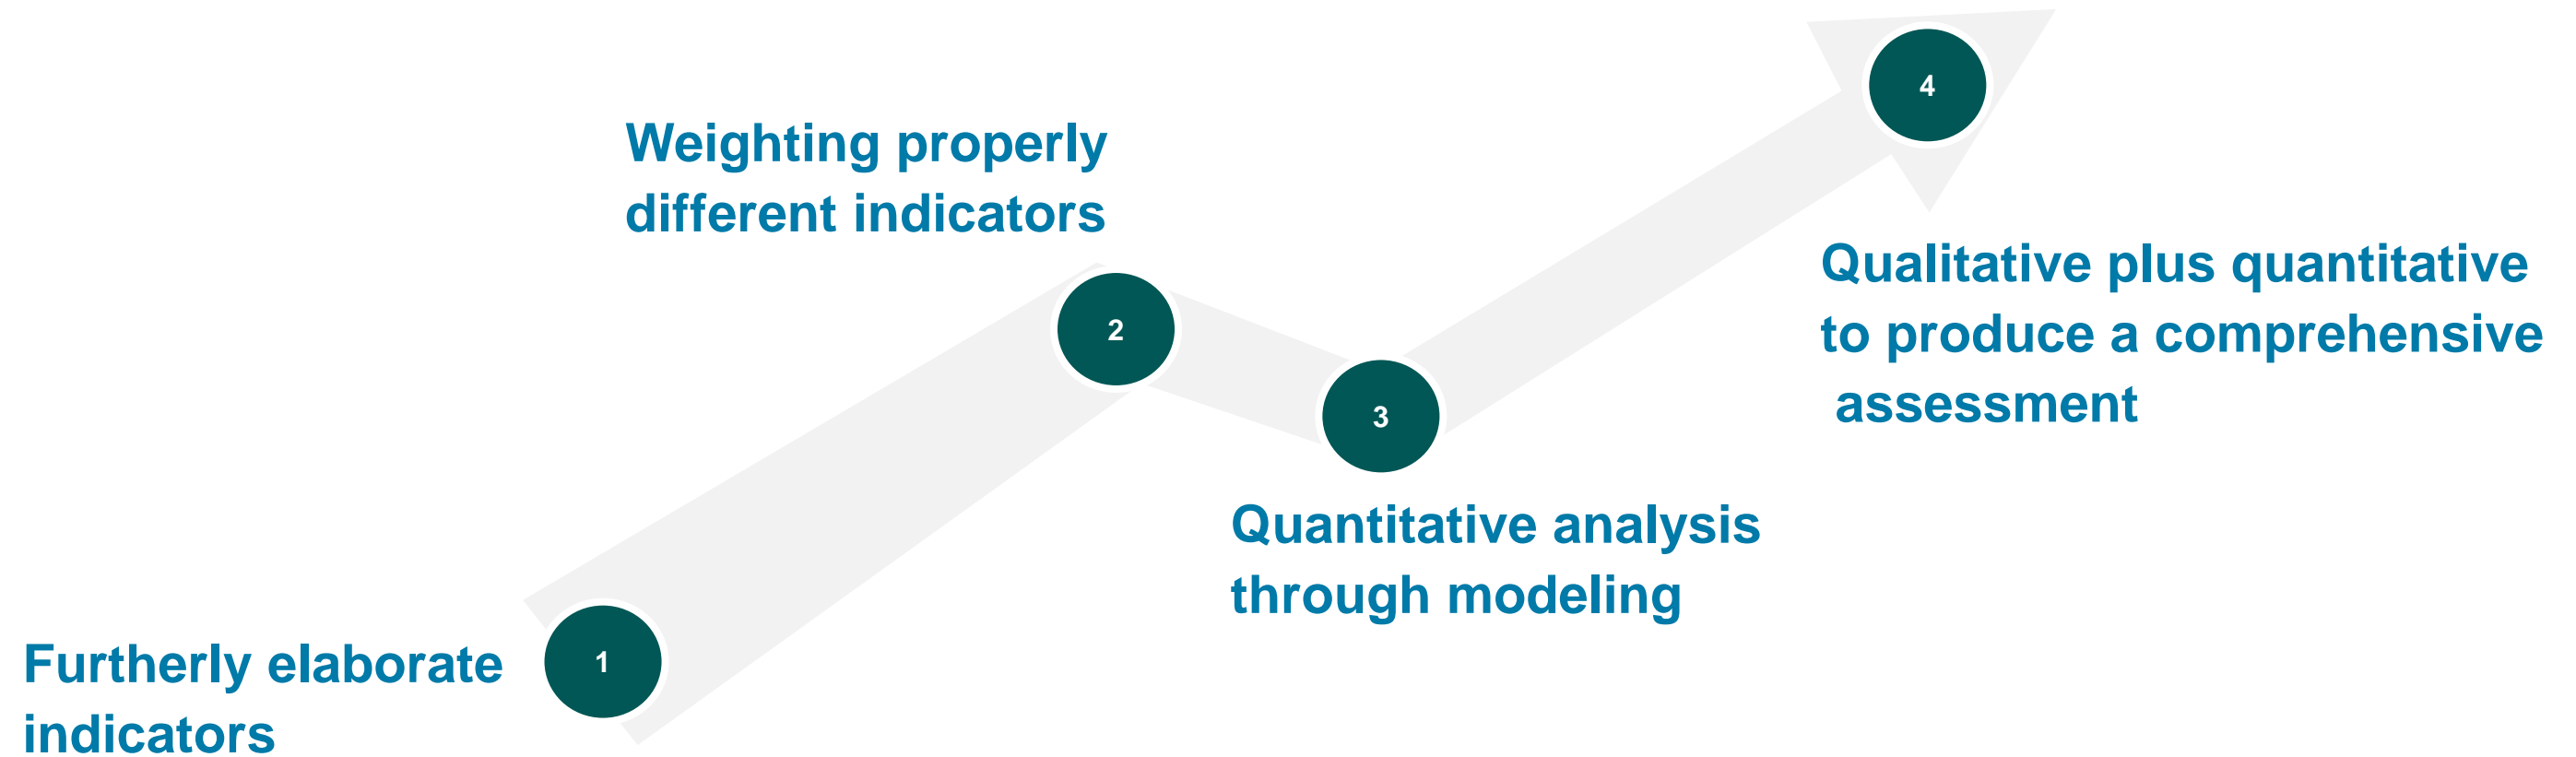 1
Furtherly elaborate
indicators
2
Weighting properly
different indicators
3
Quantitative analysis
through modeling
4
Qualitative plus quantitative
to produce a comprehensive
assessment